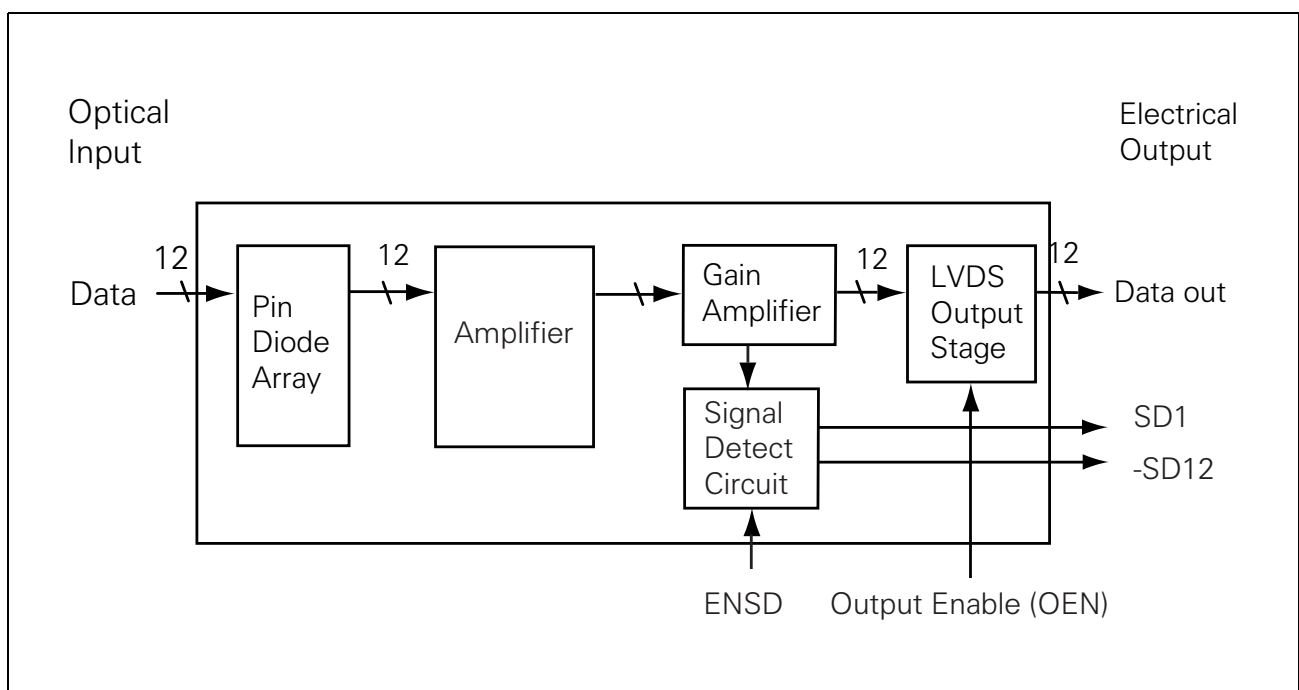 Optical
Input
Electrical
Output
Data
12
Pin
Diode
Array
12
Amplifier
Gain
Amplifier
12
LVDS
Output
Stage
12
Data out
Signal
Detect
Circuit
SD1
-SD12
ENSD
Output Enable (OEN)